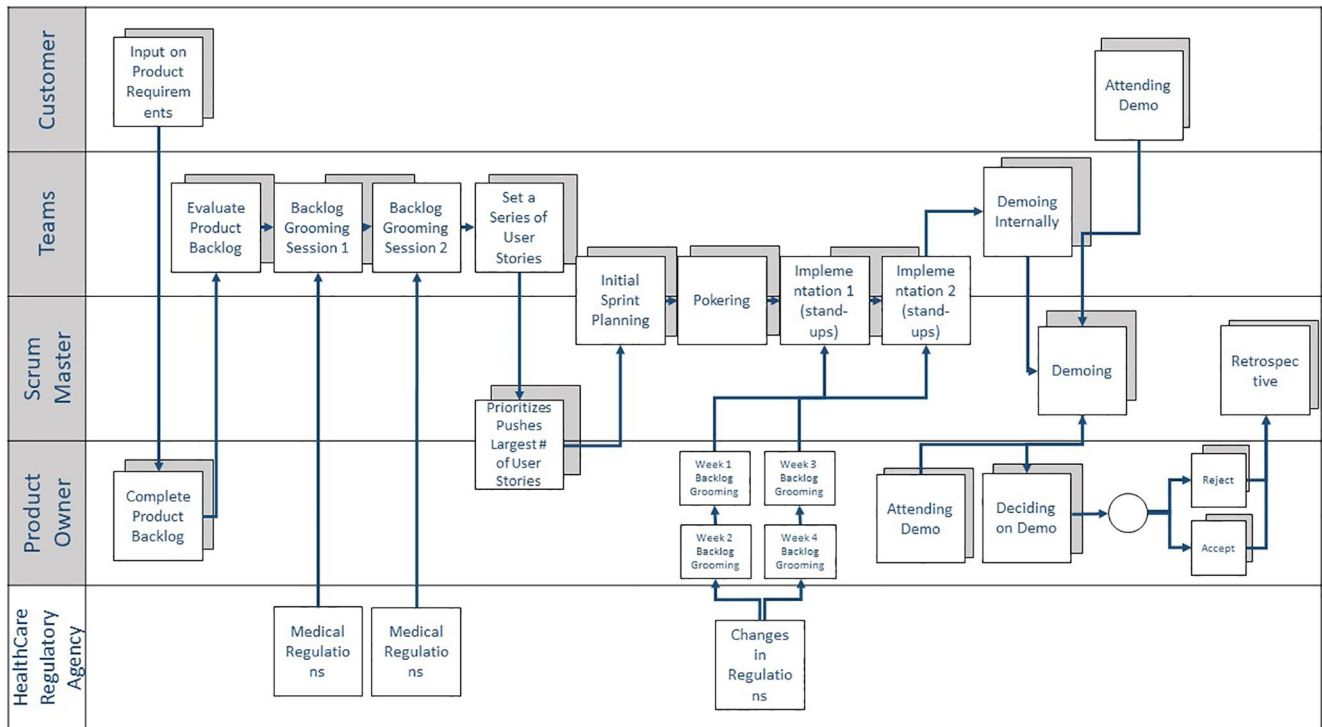 Customer
Input on
Product
Requirem
ents
Attending
Demo
Teams
Evaluate
Product
Backlog
Backlog
Grooming
Session 1
Backlog
Grooming
Session 2
Set a
Series of
User
Stories
Initial
Sprint
Planning
Pokering
Impleme
ntation 1
(stand-
ups)
Impleme
ntation 2
(stand-
ups)
Demoing
Internally
Scrum
Master
Prioritizes
Pushes
Largest #
of User
Stories
Demoing
Retrospe
ctive
Product
Owner
Complete
Product
Backlog
Week 1
Backlog
Grooming
Week 3
Backlog
Grooming
Week 2
Backlog
Grooming
Week 4
Backlog
Grooming
Attending
Demo
Deciding
on Demo
Reject
Accept
HealthCare
Regulatory
Agency
Medical
Regulatio
ns
Medical
Regulatio
ns
Changes
in
Regulatio
ns